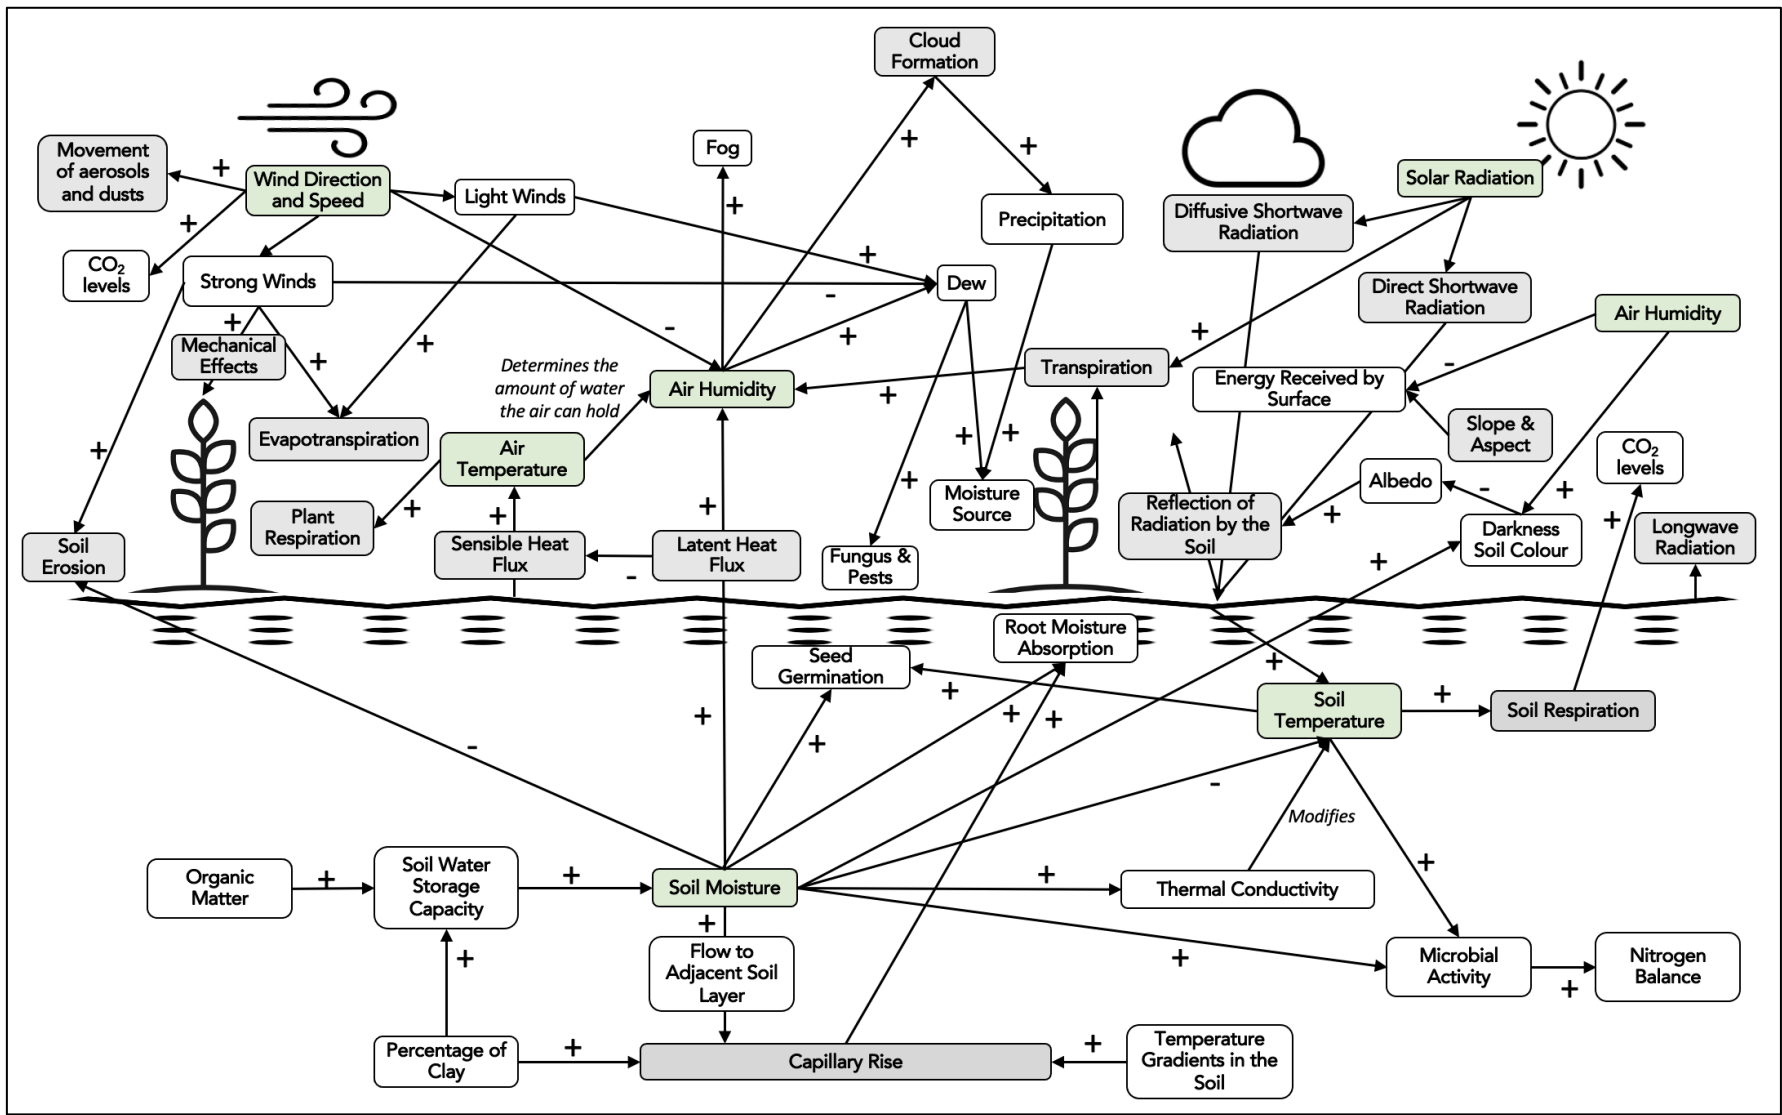 Cloud
Formation
+
+
Fog
+
Movement
of aerosols
and dusts
+
Wind Direction
and Speed
Light Winds
+
CO₂
levels
Strong Winds
+
-
Dew
+
-
Precipitation
Solar Radiation
Diffusive Shortwave
Radiation
Direct Shortwave
Radiation
Air Humidity
+
+
Mechanical
Effects
+
+
Determines the
amount of water
the air can hold
Air Humidity
+
Transpiration
Energy Received by
Surface
-
Slope &
Aspect
CO₂
levels
+
Evapotranspiration
Air
Temperature
+
Plant
Respiration
+
Soil
Erosion
Sensible Heat
Flux
-
Latent Heat
Flux
+
+
+
+
Moisture
Source
Fungus &
Pests
Reflection of
Radiation by the
Soil
+
Albedo
-
+
Darkness
Soil Colour
+
+
Longwave
Radiation
Root Moisture
Absorption
Seed
Germination
+
+
Soil
Temperature
+
Soil Respiration
+
+
+
+
-
-
Modifies
+
Organic
Matter
+
Soil Water
Storage
Capacity
+
Soil Moisture
+
Thermal Conductivity
+
Flow to
Adjacent Soil
Layer
+
+
Microbial
Activity
+
Nitrogen
Balance
Percentage of
Clay
+
Capillary Rise
+
Temperature
Gradients in the
Soil